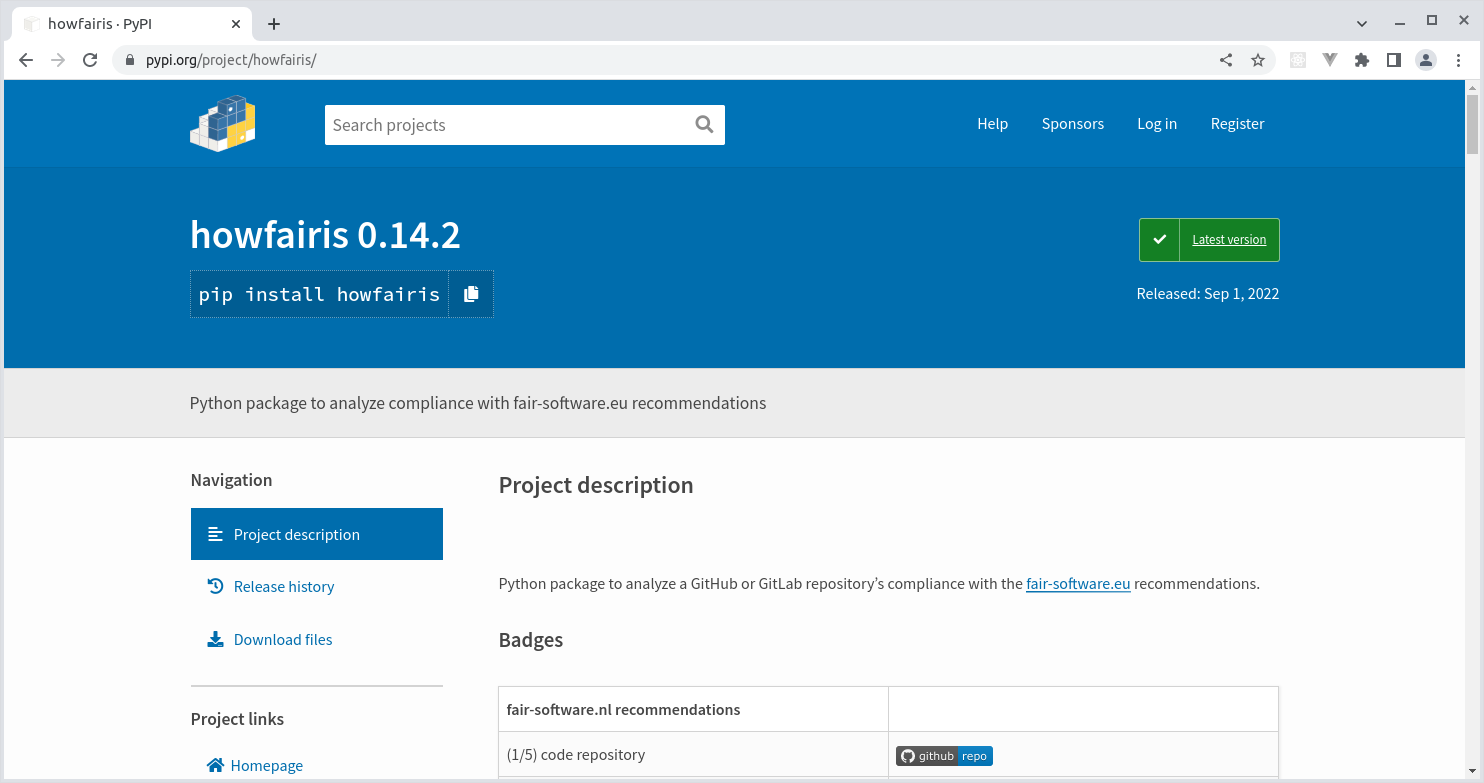 howfairis · PyPI
pypi.org/project/howfairis/
Search projects
Help Sponsors Log in Register
howfairis 0.14.2
Latest version
pip install howfairis
Released: Sep 1, 2022
Python package to analyze compliance with fair-software.eu recommendations
Navigation
Project description
Release history
Download files
Project links
Homepage
Project description
Python package to analyze a GitHub or GitLab repository’s compliance with the fair-software.eu recommendations.
Badges
fair-software.nl recommendations
(1/5) code repository github repo